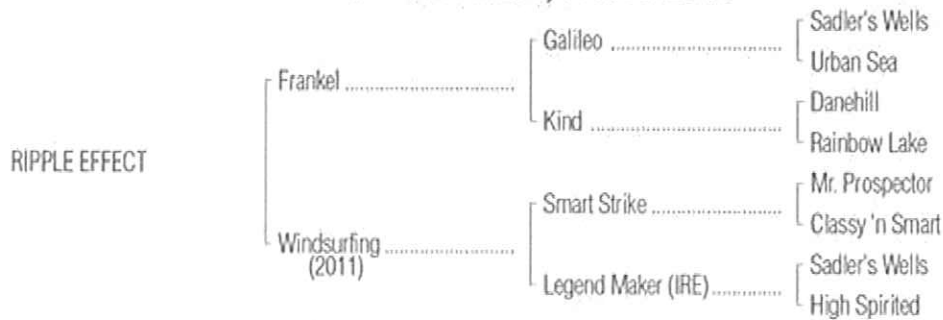 Sadler's Wells
Galileo
Urban Sea
Frankel
Danehill
Kind
Rainbow Lake
RIPPLE EFFECT
Mr. Prospector
Smart Strike
Classy 'n Smart
Windsurfing
(2011)
Sadler's Wells
Legend Maker (IRE)
High Spirited